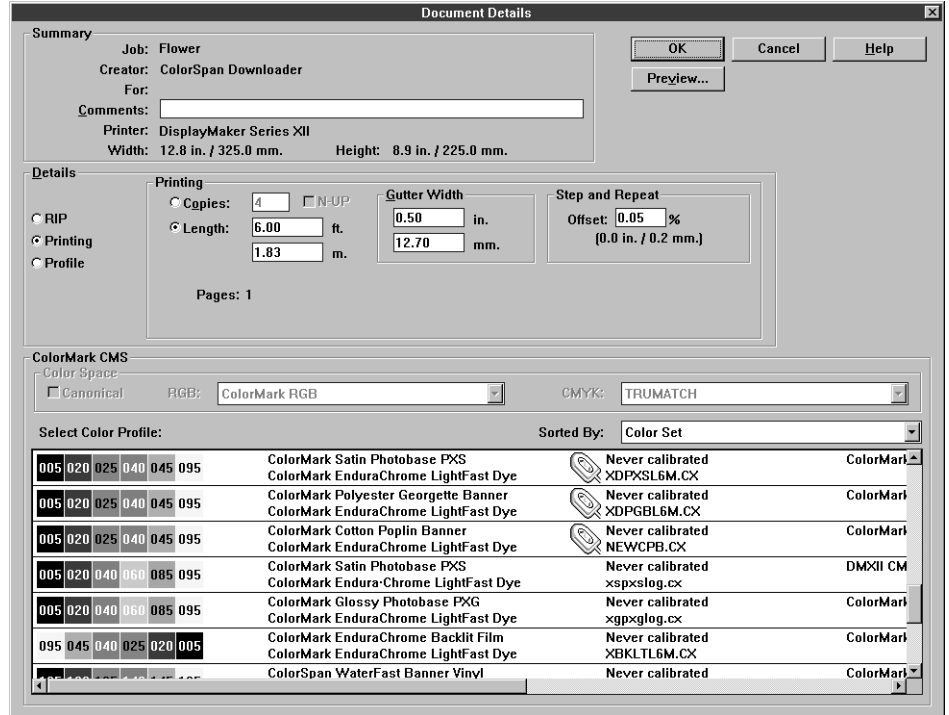 Document Details
Summary
Job: Flower
Creator: ColorSpan Downloader
For:
Comments:
Printer: DisplayMaker Series XII
Width: 12.8 in. / 325.0 mm. Height: 8.9 in. / 225.0 mm.
OK Cancel Help
Preview...
Details
RIP
Printing
Profile
Printing
Copies: 4 N-UP
Length: 6.00 ft.
1.83 m.
Pages: 1
Gutter Width
0.50 in.
12.70 mm.
Step and Repeat
Offset: 0.05 %
(0.0 in. / 0.2 mm.)
ColorMark CMS
Color Space
Canonical RGB: ColorMark RGB CMYK: TRUMATCH
Select Color Profile: Sorted By: Color Set
005 020 025 040 045 095 ColorMark Satin Photobase PXS Never calibrated ColorMark
ColorMark EnduraChrome LightFast Dye XDPXSL6M.CX
005 020 025 040 045 095 ColorMark Polyester Georgette Banner Never calibrated ColorMark
ColorMark EnduraChrome LightFast Dye XDPGBL6M.CX
005 020 025 040 045 095 ColorMark Cotton Poplin Banner Never calibrated ColorMark
ColorMark EnduraChrome LightFast Dye NEWCPB.CX
005 020 040 060 085 095 ColorMark Satin Photobase PXS Never calibrated DMXII CM
ColorMark Endura·Chrome LightFast Dye xspxslog.cx
005 020 040 060 085 095 ColorMark Glossy Photobase PXG Never calibrated ColorMark
ColorMark EnduraChrome LightFast Dye xgpxglog.cx
095 045 040 025 020 005 ColorMark EnduraChrome Backlit Film Never calibrated ColorMark
ColorMark EnduraChrome LightFast Dye XBKLTL6M.CX
ColorSpan WaterFast Banner Vinyl Never calibrated ColorMark